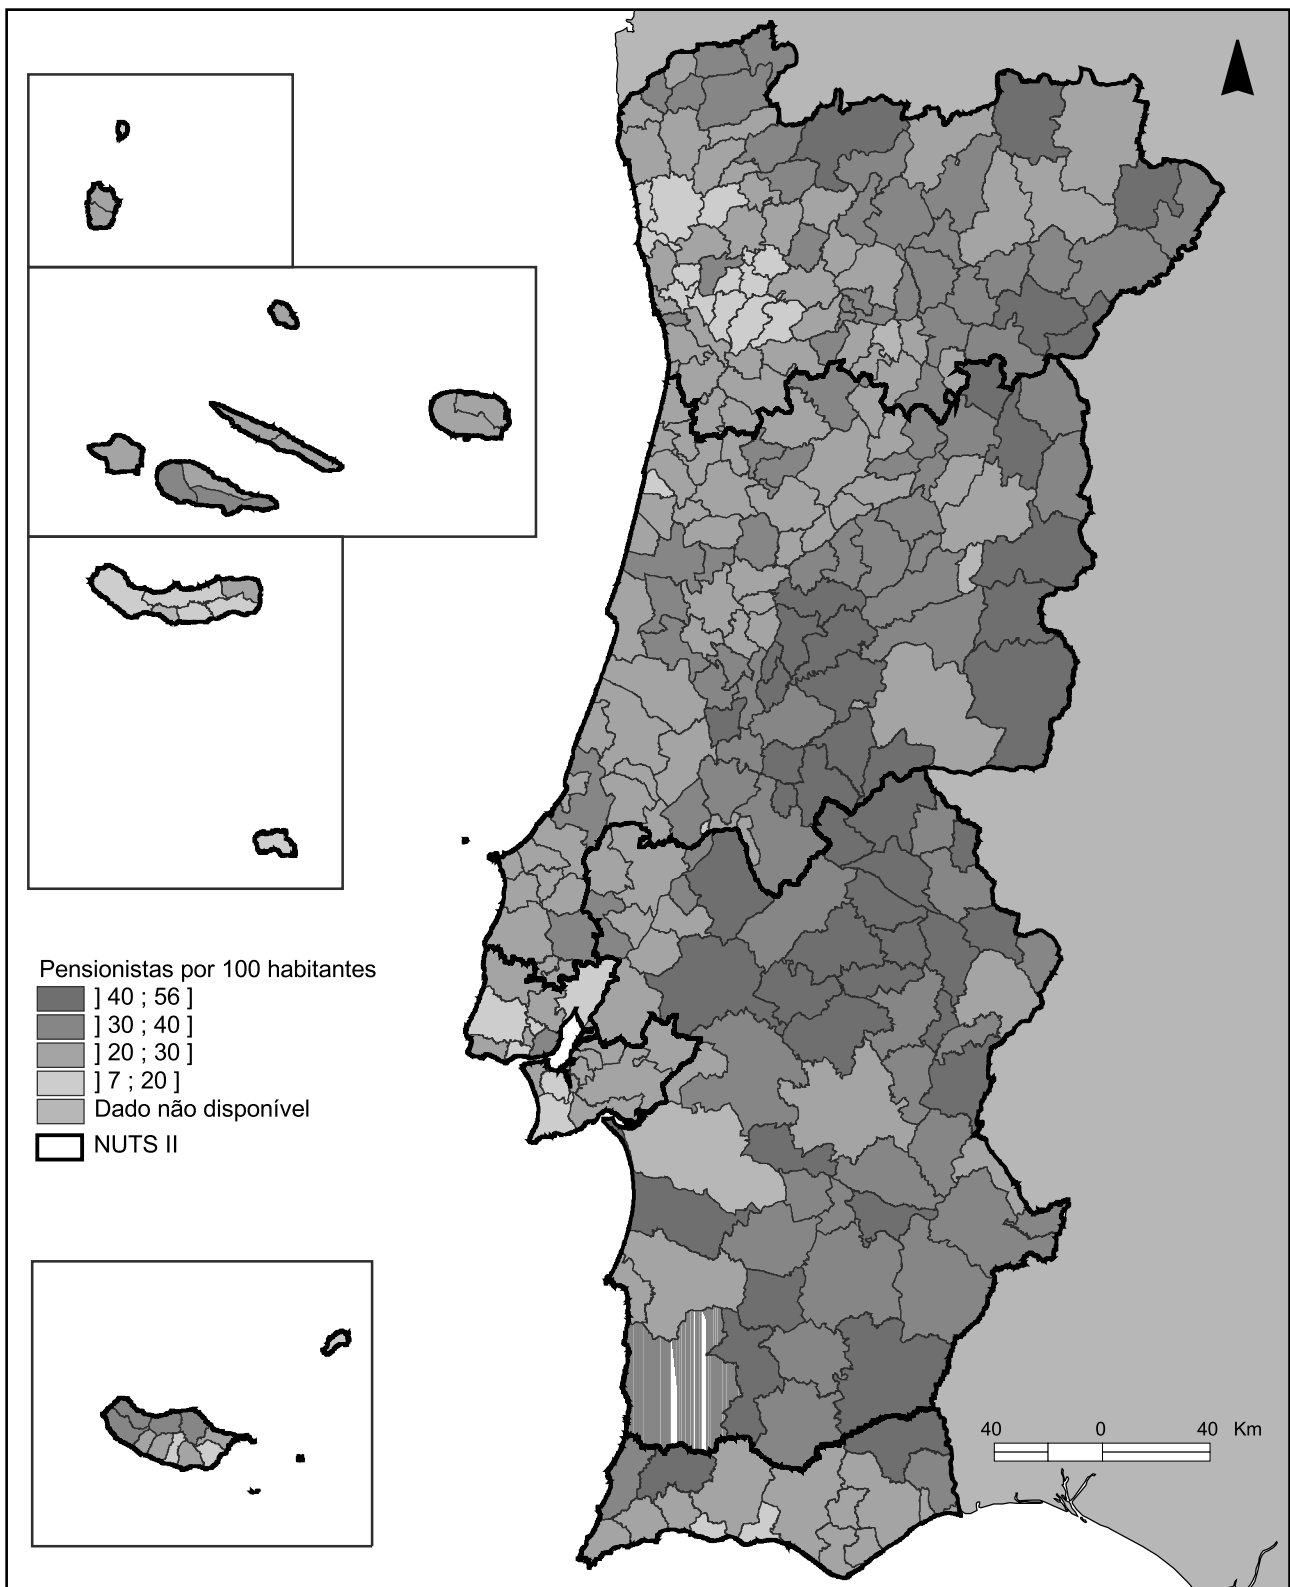 Pensionistas por 100 habitantes
] 40 ; 56 ]
] 30 ; 40 ]
] 20 ; 30 ]
] 7 ; 20 ]
Dado não disponível
NUTS II
40 0 40 Km